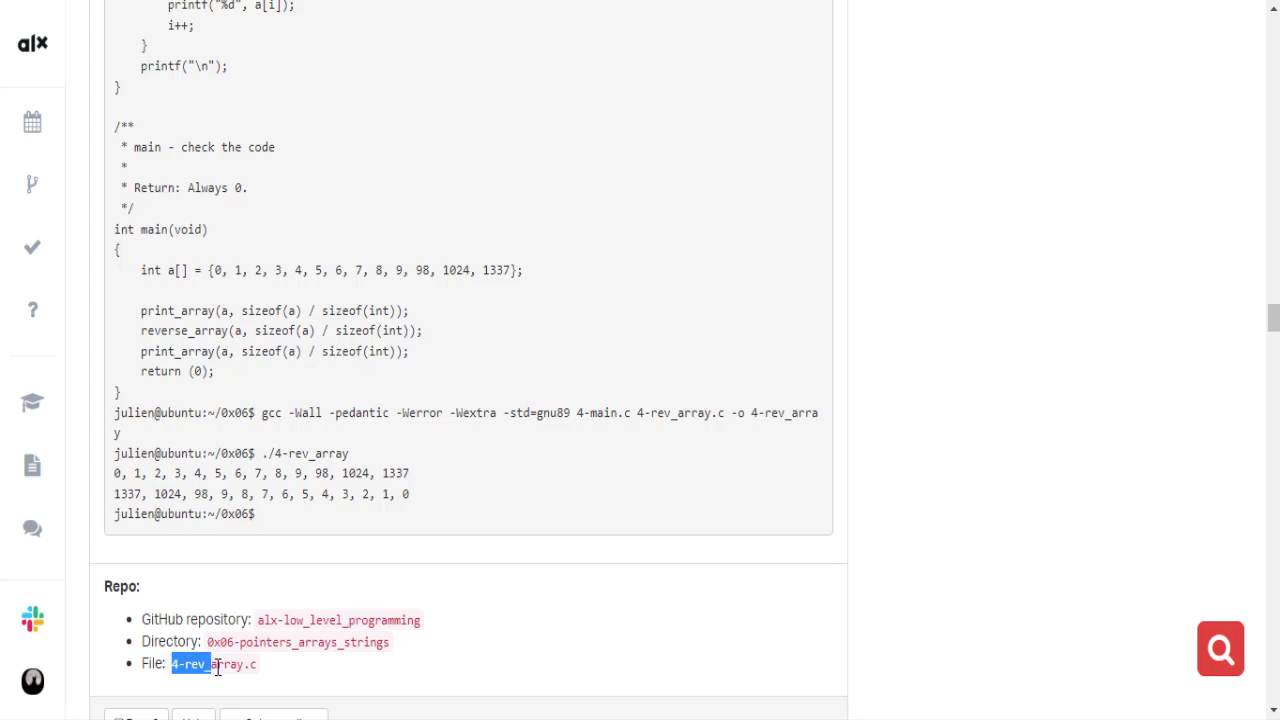 alx
printf("%d", a[i]);
i++;
}
printf("\n");
}
/**
* main - check the code
*
* Return: Always 0.
*/
int main(void)
{
int a[] = {0, 1, 2, 3, 4, 5, 6, 7, 8, 9, 98, 1024, 1337};
print_array(a, sizeof(a) / sizeof(int));
reverse_array(a, sizeof(a) / sizeof(int));
print_array(a, sizeof(a) / sizeof(int));
return (0);
}
julien@ubuntu:~/0x06$ gcc -Wall -pedantic -Werror -Wextra -std=gnu89 4-main.c 4-rev_array.c -o 4-rev_arra
y
julien@ubuntu:~/0x06$ ./4-rev_array
0, 1, 2, 3, 4, 5, 6, 7, 8, 9, 98, 1024, 1337
1337, 1024, 98, 9, 8, 7, 6, 5, 4, 3, 2, 1, 0
julien@ubuntu:~/0x06$
Repo:
GitHub repository: alx-low_level_programming
Directory: 0x06-pointers_arrays_strings
File: 4-rev_array.c